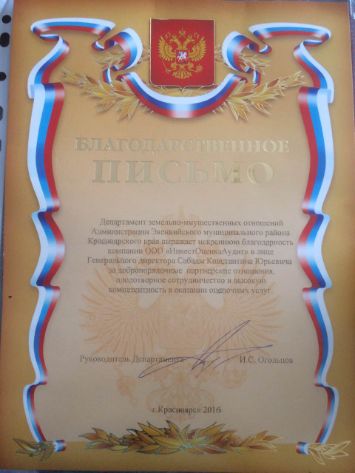 БЛАГОДАРСТВЕННОЕ
ПИСЬМО
Департамент земельно-имущественных отношений
Администрации Эвенкийского муниципального района
Красноярского края выражает искреннюю благодарность
компании ООО «ИнвестОценкаАудит» в лице
Генерального директора Сабады Константина Юрьевича
за добропорядочные партнерские отношения,
плодотворное сотрудничество и высокую
компетентность в оказании оценочных услуг.
Руководитель Департамента И.С. Огольцов
г.Красноярск 2016